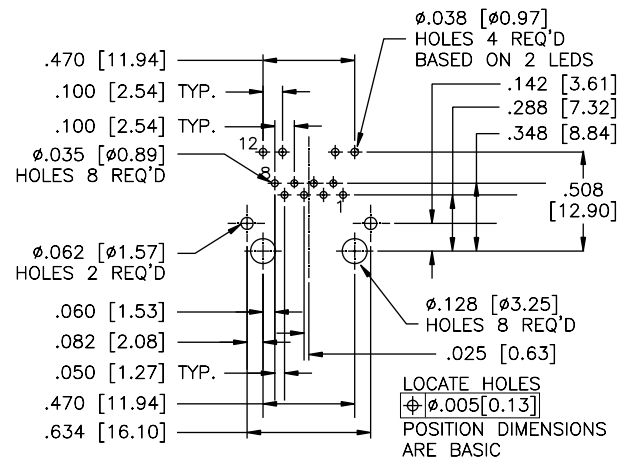 ø.038 [ø0.97]
HOLES 4 REQ'D
BASED ON 2 LEDS
.470 [11.94]
.142 [3.61]
.100 [2.54] TYP.
.288 [7.32]
.100 [2.54] TYP.
.348 [8.84]
12
ø.035 [ø0.89]
HOLES 8 REQ'D
8
1
.508
[12.90]
ø.062 [ø1.57]
HOLES 2 REQ'D
.060 [1.53]
ø.128 [ø3.25]
HOLES 8 REQ'D
.082 [2.08]
.025 [0.63]
.050 [1.27] TYP.
LOCATE HOLES
.470 [11.94]
ø.005[0.13]
.634 [16.10]
POSITION DIMENSIONS
ARE BASIC